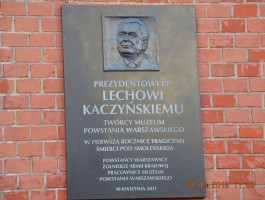 PREZYDENTOWI RP
LECHOWI
KACZYŃSKIEMU
TWÓRCY MUZEUM
POWSTANIA WARSZAWSKIEGO
W PIERWSZĄ ROCZNICĘ TRAGICZNEJ
ŚMIERCI POD SMOLEŃSKIEM
POWSTAŃCY WARSZAWSCY
ŻOŁNIERZE ARMII KRAJOWEJ
PRACOWNICY MUZEUM
POWSTANIA WARSZAWSKIEGO
10 KWIETNIA 2011